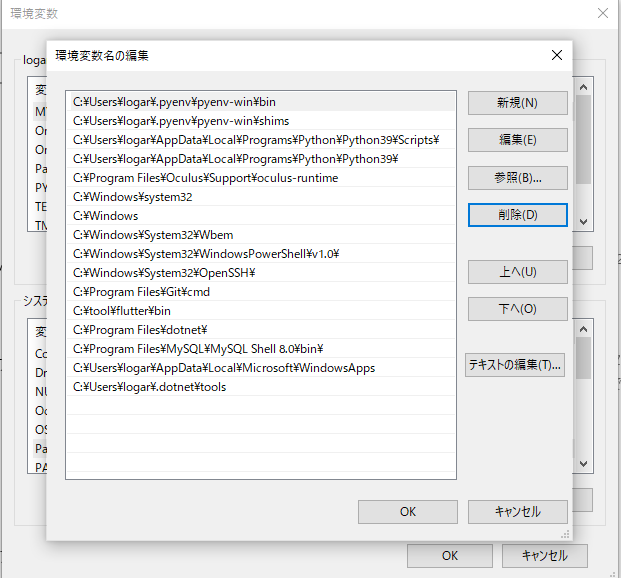 環境変数
環境変数名の編集
loga
変
M
On
On
Pa
PY
TE
TM
C:¥Users¥logar¥.pyenv¥pyenv-win¥bin
C:¥Users¥logar¥.pyenv¥pyenv-win¥shims
C:¥Users¥logar¥AppData¥Local¥Programs¥Python¥Python39¥Scripts¥
C:¥Users¥logar¥AppData¥Local¥Programs¥Python¥Python39¥
C:¥Program Files¥Oculus¥Support¥oculus-runtime
C:¥Windows¥system32
C:¥Windows
C:¥Windows¥System32¥Wbem
C:¥Windows¥System32¥WindowsPowerShell¥v1.0¥
C:¥Windows¥System32¥OpenSSH¥
C:¥Program Files¥Git¥cmd
C:¥tool¥flutter¥bin
C:¥Program Files¥dotnet¥
C:¥Program Files¥MySQL¥MySQL Shell 8.0¥bin¥
C:¥Users¥logar¥AppData¥Local¥Microsoft¥WindowsApps
C:¥Users¥logar¥.dotnet¥tools
新規(N)
編集(E)
参照(B)...
削除(D)
上へ(U)
下へ(O)
テキストの編集(T)...
システ
変
Co
Dr
NU
Oc
OS
Pa
PA
OK
キャンセル
OK
キャンセル